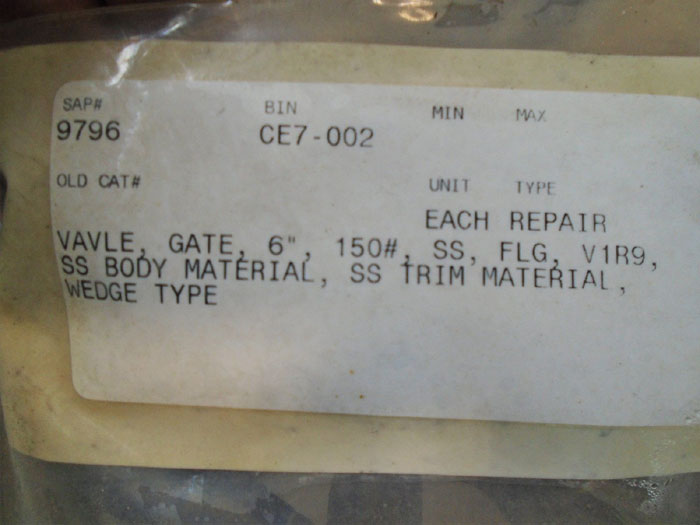 SAP# BIN MIN MAX
9796 CE7-002
OLD CAT# UNIT TYPE
EACH REPAIR
VAVLE, GATE, 6", 150#, SS, FLG, V1R9,
SS BODY MATERIAL, SS TRIM MATERIAL,
WEDGE TYPE